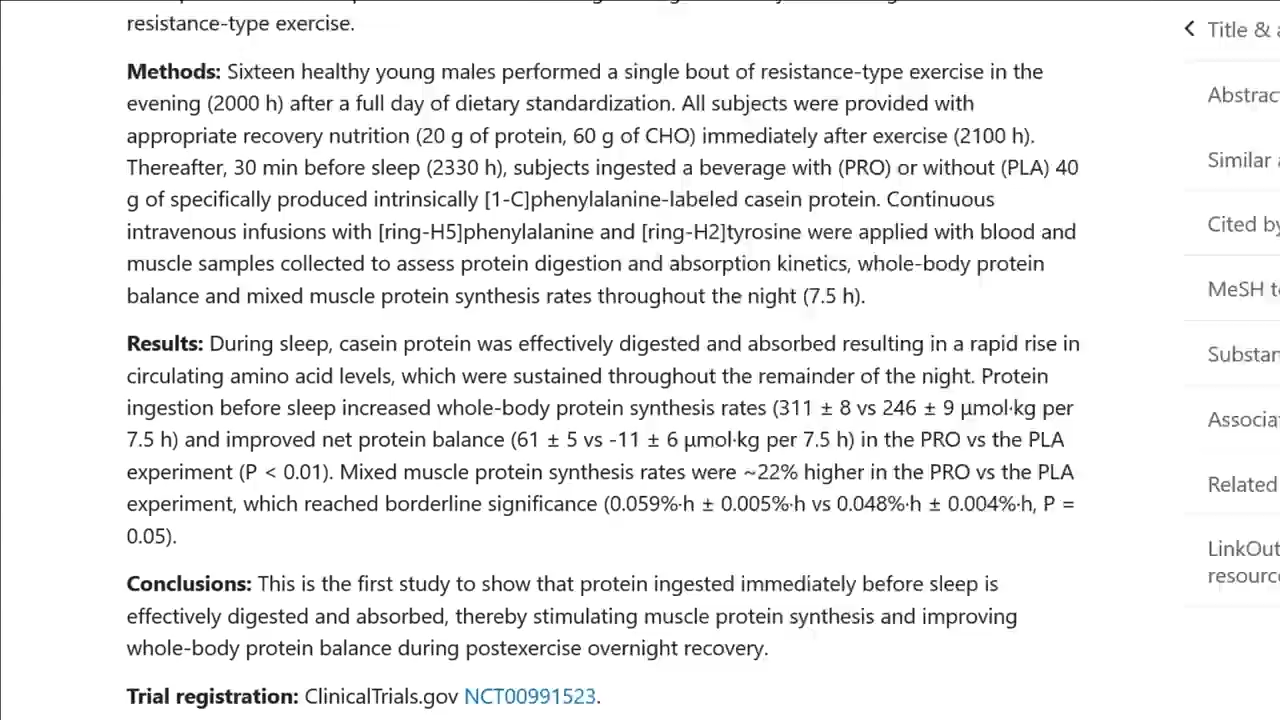 resistance-type exercise.
Methods: Sixteen healthy young males performed a single bout of resistance-type exercise in the
evening (2000 h) after a full day of dietary standardization. All subjects were provided with
appropriate recovery nutrition (20 g of protein, 60 g of CHO) immediately after exercise (2100 h).
Thereafter, 30 min before sleep (2330 h), subjects ingested a beverage with (PRO) or without (PLA) 40
g of specifically produced intrinsically [1-C]phenylalanine-labeled casein protein. Continuous
intravenous infusions with [ring-H5]phenylalanine and [ring-H2]tyrosine were applied with blood and
muscle samples collected to assess protein digestion and absorption kinetics, whole-body protein
balance and mixed muscle protein synthesis rates throughout the night (7.5 h).
Results: During sleep, casein protein was effectively digested and absorbed resulting in a rapid rise in
circulating amino acid levels, which were sustained throughout the remainder of the night. Protein
ingestion before sleep increased whole-body protein synthesis rates (311 ± 8 vs 246 ± 9 μmol·kg per
7.5 h) and improved net protein balance (61 ± 5 vs -11 ± 6 μmol·kg per 7.5 h) in the PRO vs the PLA
experiment (P < 0.01). Mixed muscle protein synthesis rates were ~22% higher in the PRO vs the PLA
experiment, which reached borderline significance (0.059%·h ± 0.005%·h vs 0.048%·h ± 0.004%·h, P =
0.05).
Conclusions: This is the first study to show that protein ingested immediately before sleep is
effectively digested and absorbed, thereby stimulating muscle protein synthesis and improving
whole-body protein balance during postexercise overnight recovery.
Trial registration: ClinicalTrials.gov NCT00991523.
Title & a
Abstrac
Similar a
Cited by
MeSH te
Substan
Associa
Related
LinkOut
resource